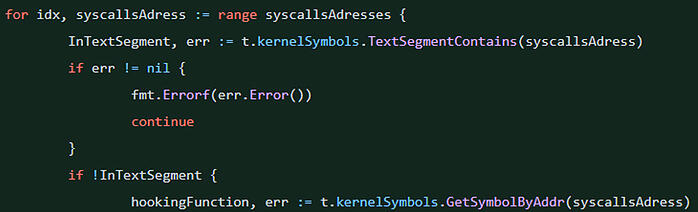 for idx, syscallsAdress := range syscallsAdresses {
InTextSegment, err := t.kernelSymbols.TextSegmentContains(syscallsAdress)
if err != nil {
fmt.Errorf(err.Error())
continue
}
if !InTextSegment {
hookingFunction, err := t.kernelSymbols.GetSymbolByAddr(syscallsAdress)